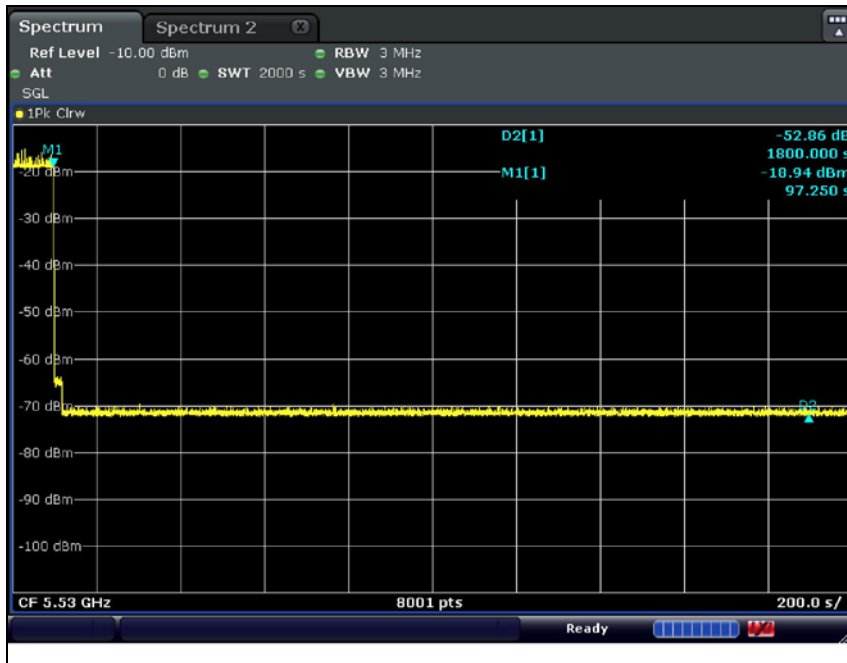 Spectrum Spectrum 2
Ref Level -10.00 dBm RBW 3 MHz
Att 0 dB SWT 2000 s VBW 3 MHz
SGL
1Pk Clrw
D2[1] -52.86 dB
1800.000 s
M1[1] -18.94 dBm
97.250 s
M1
-20 dBm
-30 dBm
-40 dBm
-50 dBm
-60 dBm
-70 dBm
D2
-80 dBm
-90 dBm
-100 dBm
CF 5.53 GHz 8001 pts 200.0 s/
Ready